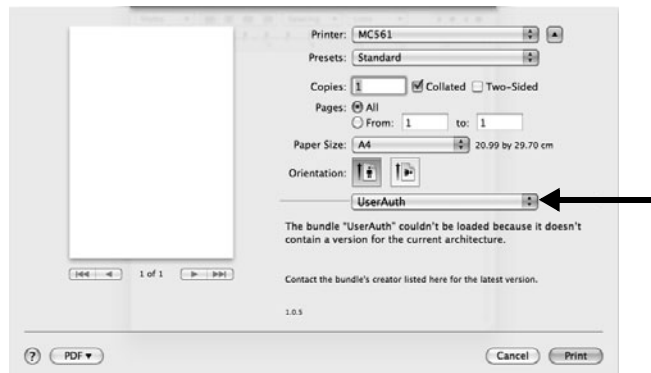 Printer: MC561
Presets: Standard
Copies: 1 Collated Two-Sided
Pages: All
From: 1 to: 1
Paper Size: A4 20.99 by 29.70 cm
Orientation:
UserAuth
The bundle "UserAuth" couldn't be loaded because it doesn't
contain a version for the current architecture.
1 of 1
Contact the bundle's creator listed here for the latest version.
1.0.5
? PDF Cancel Print